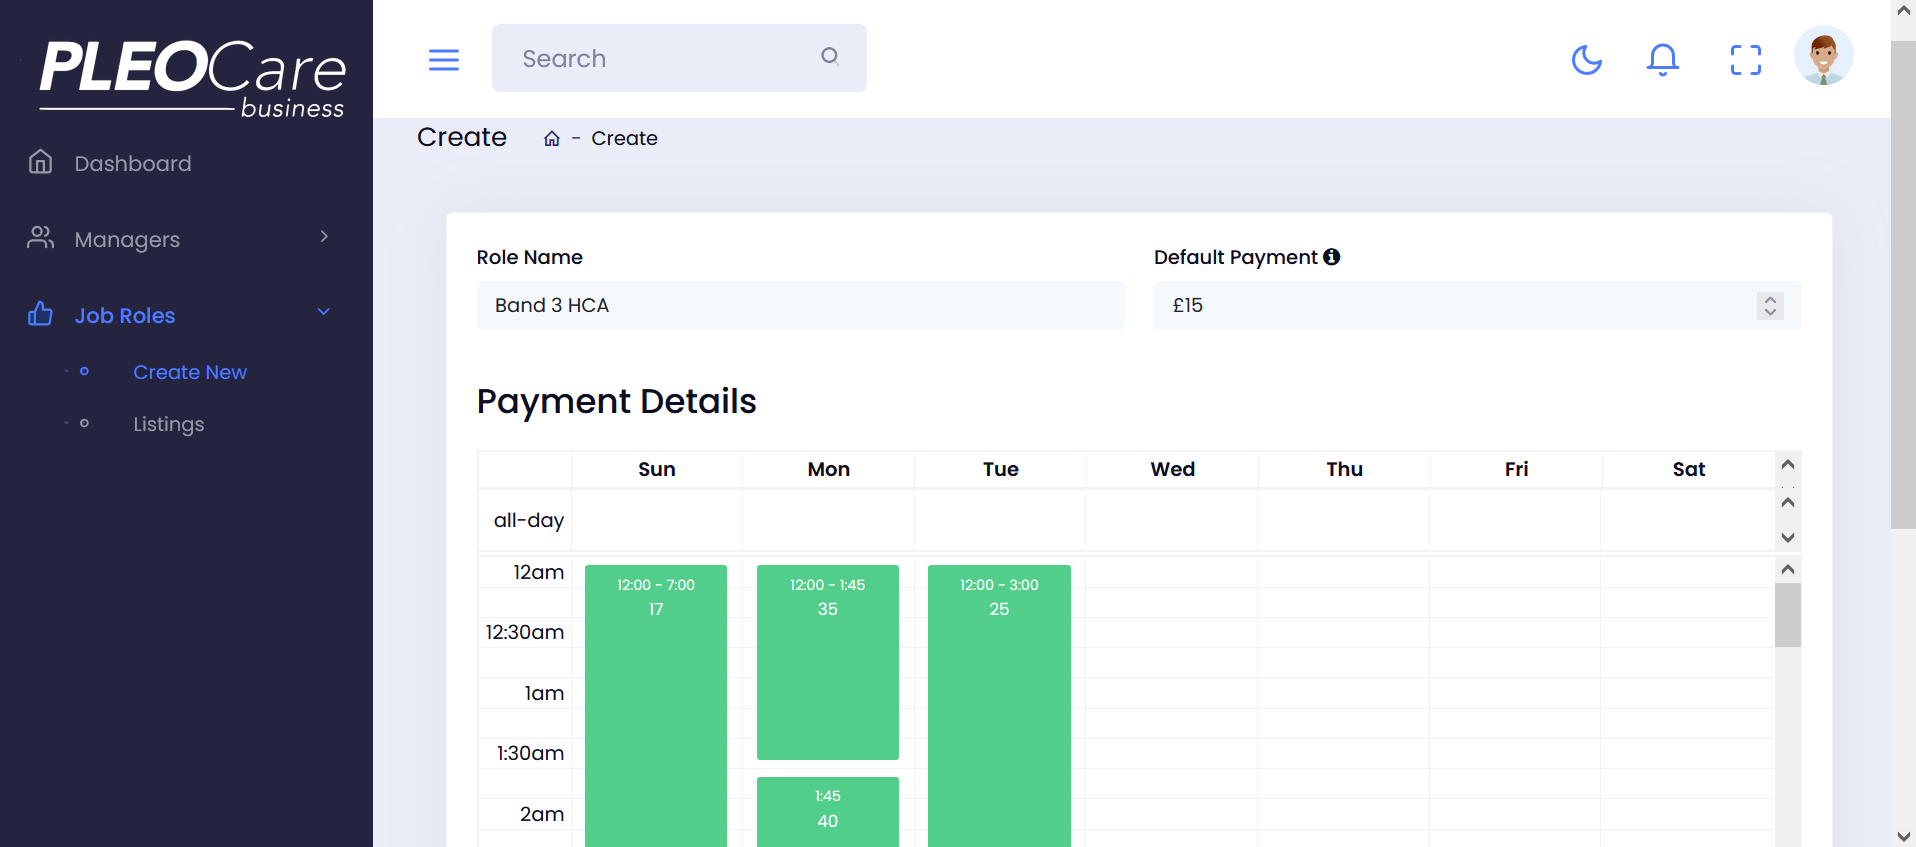 PLEOCare
business
Search
Dashboard
Managers
Job Roles
Create New
Listings
Create - Create
Role Name
Default Payment
Band 3 HCA
£15
Payment Details
Sun Mon Tue Wed Thu Fri Sat
all-day
12am
12:30am
1am
1:30am
2am
12:00 - 7:00
17
12:00 - 1:45
35
1:45
40
12:00 - 3:00
25